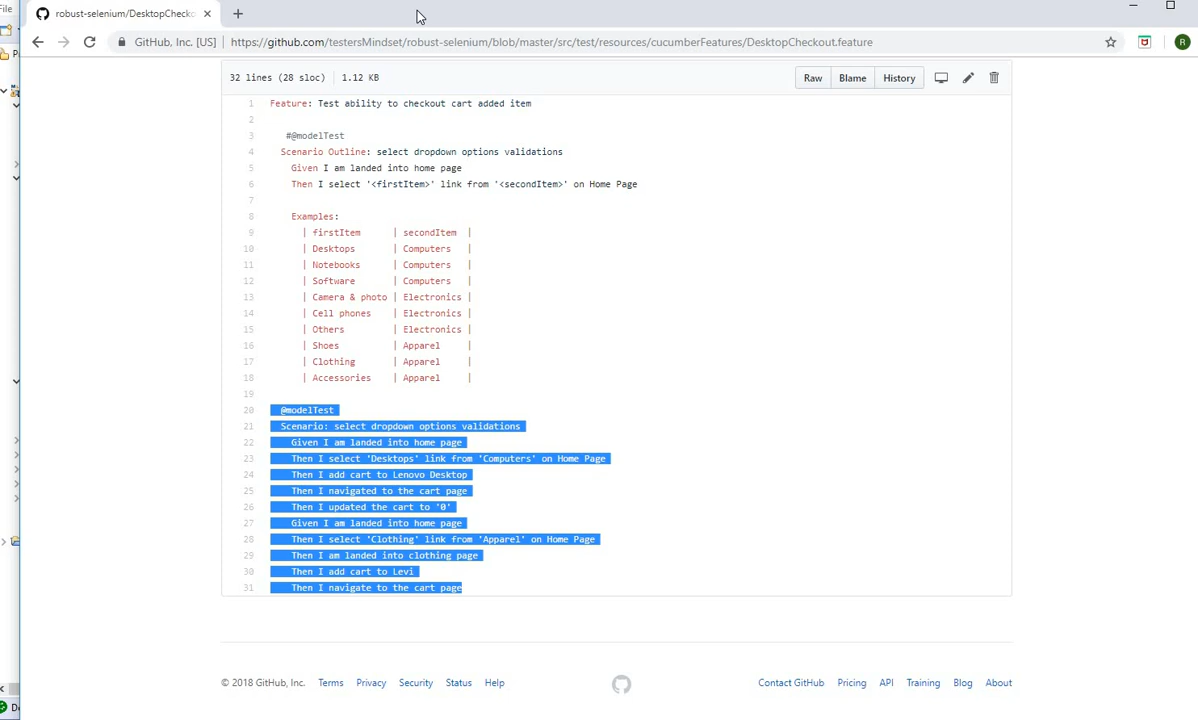 File
robust-selenium/DesktopChecko
GitHub, Inc. [US] https://github.com/testersMindset/robust-selenium/blob/master/src/test/resources/cucumberFeatures/DesktopCheckout.feature
R
32 lines (28 sloc) 1.12 KB
Raw Blame History
1 Feature: Test ability to checkout cart added item
2
3 #@modelTest
4 Scenario Outline: select dropdown options validations
5 Given I am landed into home page
6 Then I select '<firstItem>' link from '<secondItem>' on Home Page
7
8 Examples:
9 | firstItem | secondItem |
10 | Desktops | Computers |
11 | Notebooks | Computers |
12 | Software | Computers |
13 | Camera & photo | Electronics |
14 | Cell phones | Electronics |
15 | Others | Electronics |
16 | Shoes | Apparel |
17 | Clothing | Apparel |
18 | Accessories | Apparel |
19
20 @modelTest
21 Scenario: select dropdown options validations
22 Given I am landed into home page
23 Then I select 'Desktops' link from 'Computers' on Home Page
24 Then I add cart to Lenovo Desktop
25 Then I navigated to the cart page
26 Then I updated the cart to '0'
27 Given I am landed into home page
28 Then I select 'Clothing' link from 'Apparel' on Home Page
29 Then I am landed into clothing page
30 Then I add cart to Levi
31 Then I navigate to the cart page
© 2018 GitHub, Inc. Terms Privacy Security Status Help
Contact GitHub Pricing API Training Blog About